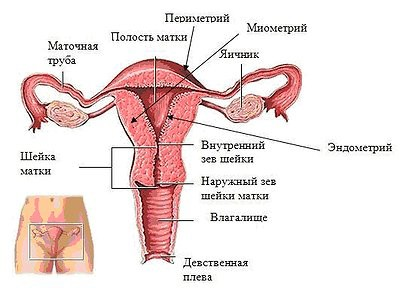 Периметрий
Миометрий
Полость матки
Маточная
труба
Яичник
Внутренний
зев шейки
Эндометрий
Шейка
матки
Наружный зев
шейки матки
Влагалище
Девственная
плева